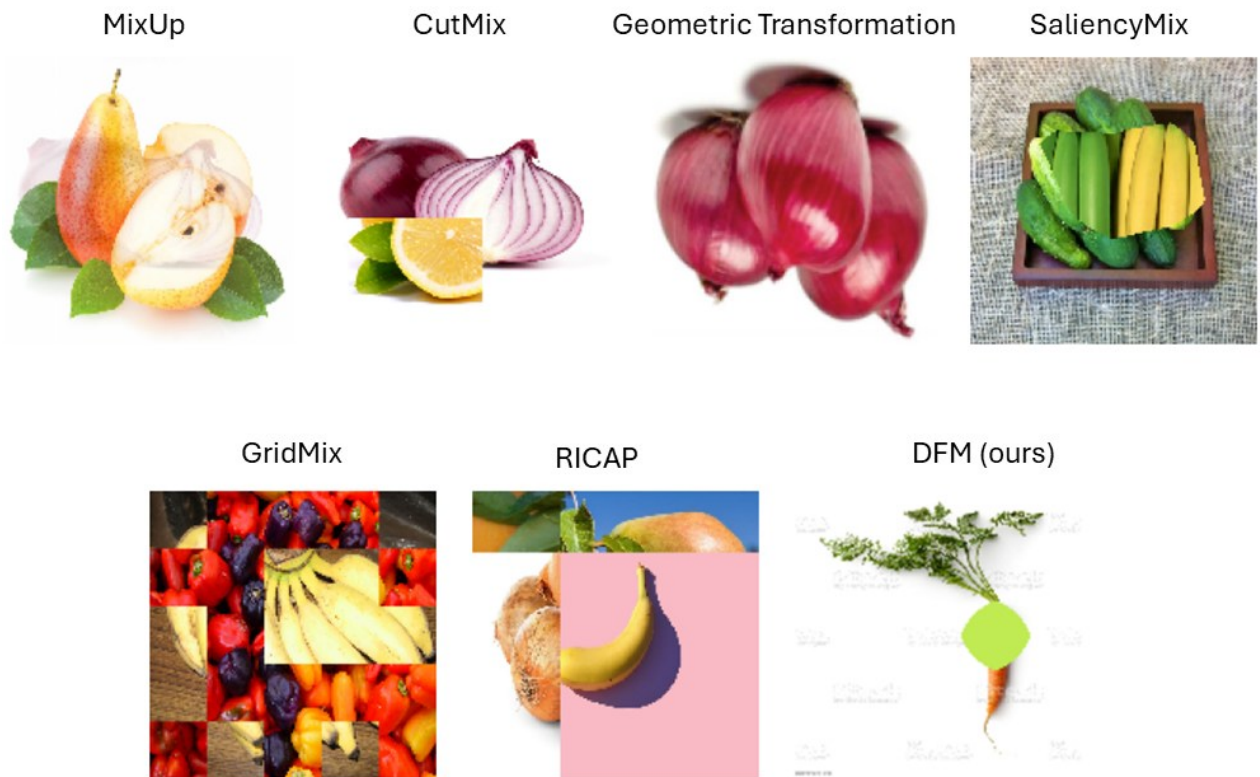 MixUp
CutMix
Geometric Transformation
SaliencyMix
GridMix
RICAP
DFM (ours)